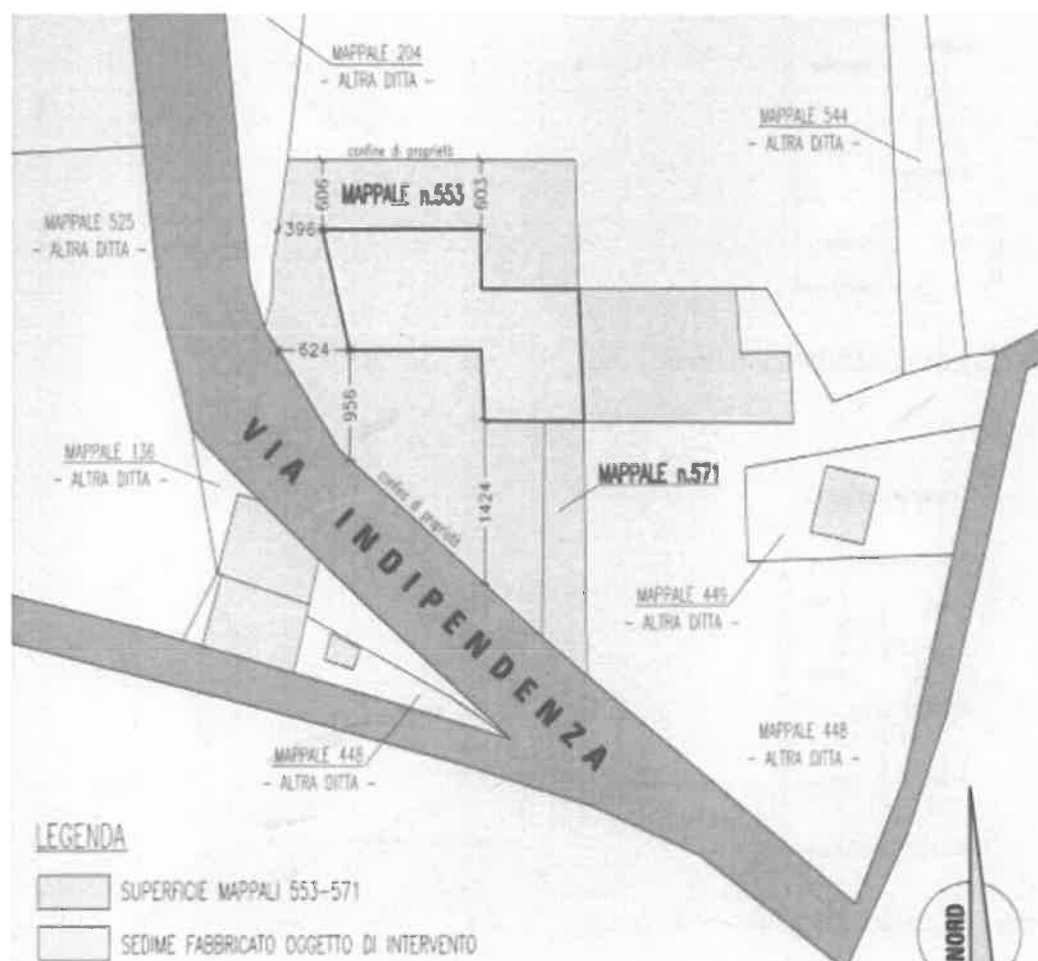 MAPPALE 204
- ALTRA DITTA -
MAPPALE 544
- ALTRA DITTA -
confine di proprietà
606
MAPPALE n.553
603
MAPPALE 525
- ALTRA DITTA -
396
624
956
VIA INDIPENDENZA
MAPPALE 136
- ALTRA DITTA -
confine di proprietà
1424
MAPPALE n.571
MAPPALE 449
- ALTRA DITTA -
MAPPALE 448
- ALTRA DITTA -
MAPPALE 448
- ALTRA DITTA -
LEGENDA
SUPERFICIE MAPPALI 553-571
SEDIME FABBRICATO OGGETTO DI INTERVENTO
NORD